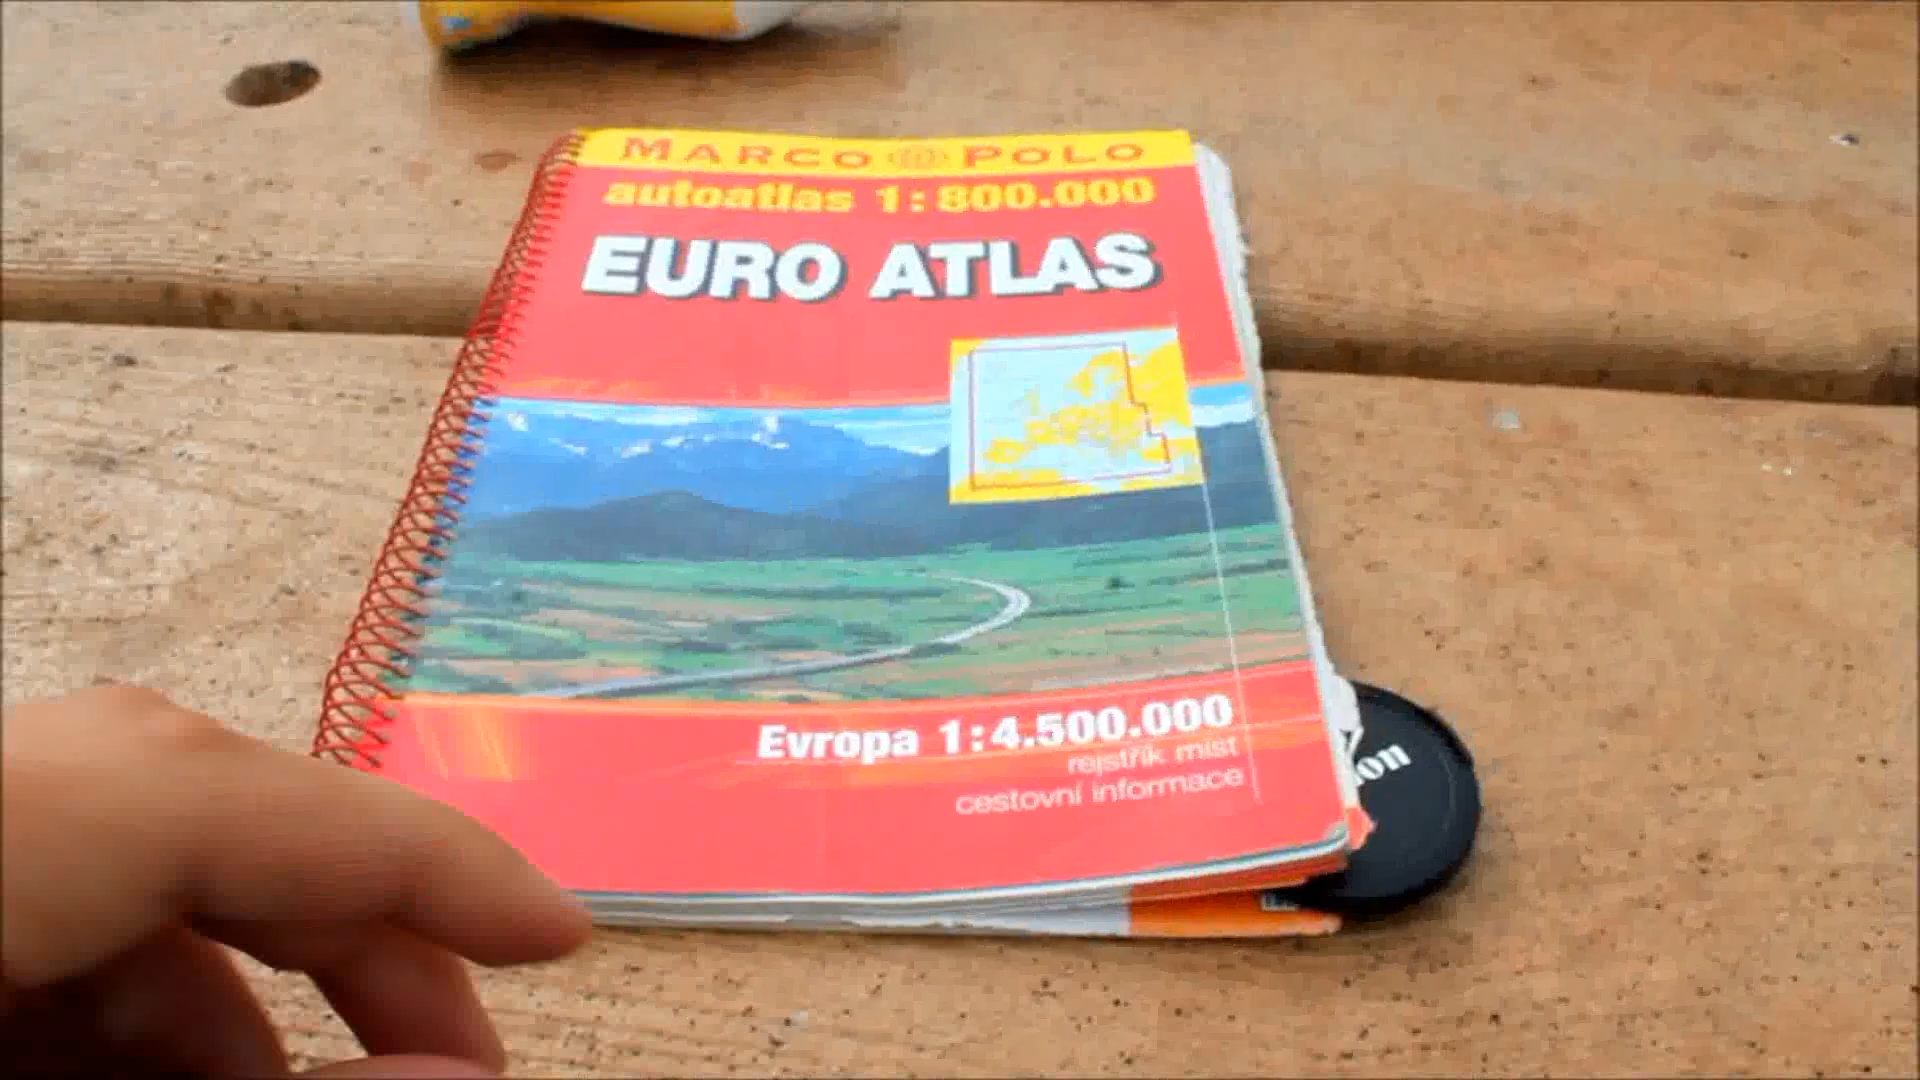 MARCO POLO
autoatlas 1:800.000
EURO ATLAS
Evropa 1:4.500.000
rejstřík míst
cestovní informace